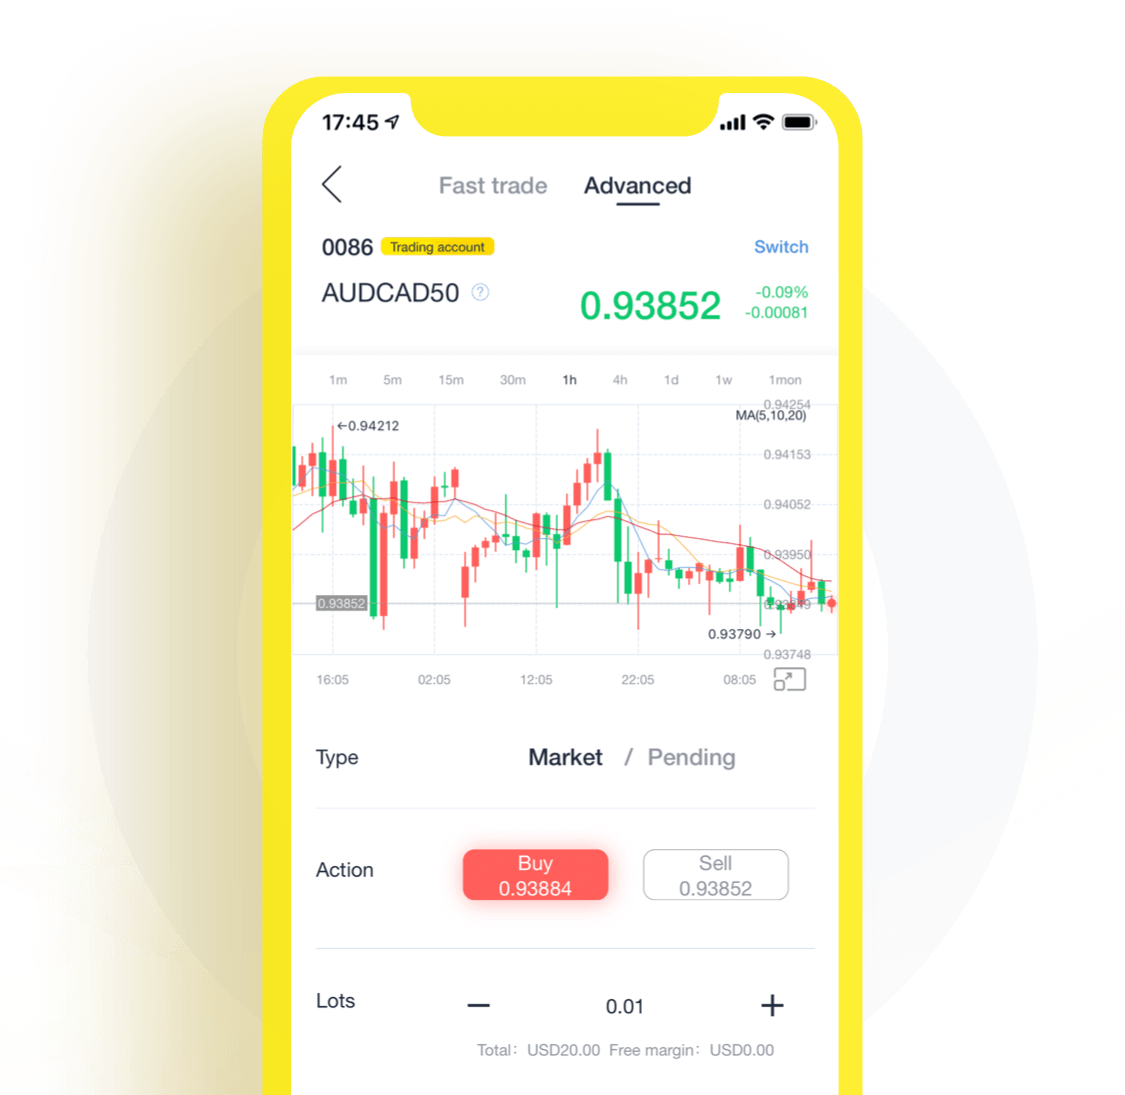 17:45
Fast trade Advanced
0086 Trading account Switch
AUDCAD50 ? 0.93852 -0.09%
-0.00081
1m 5m 15m 30m 1h 4h 1d 1w 1mon
0.94254
MA(5,10,20)
←0.94212
0.94153
0.94052
0.93950
0.93852 0.93849
0.93790 →
0.93748
16:05 02:05 12:05 22:05 08:05
Type Market / Pending
Action Buy Sell
0.93884 0.93852
Lots − 0.01 +
Total: USD20.00 Free margin: USD0.00